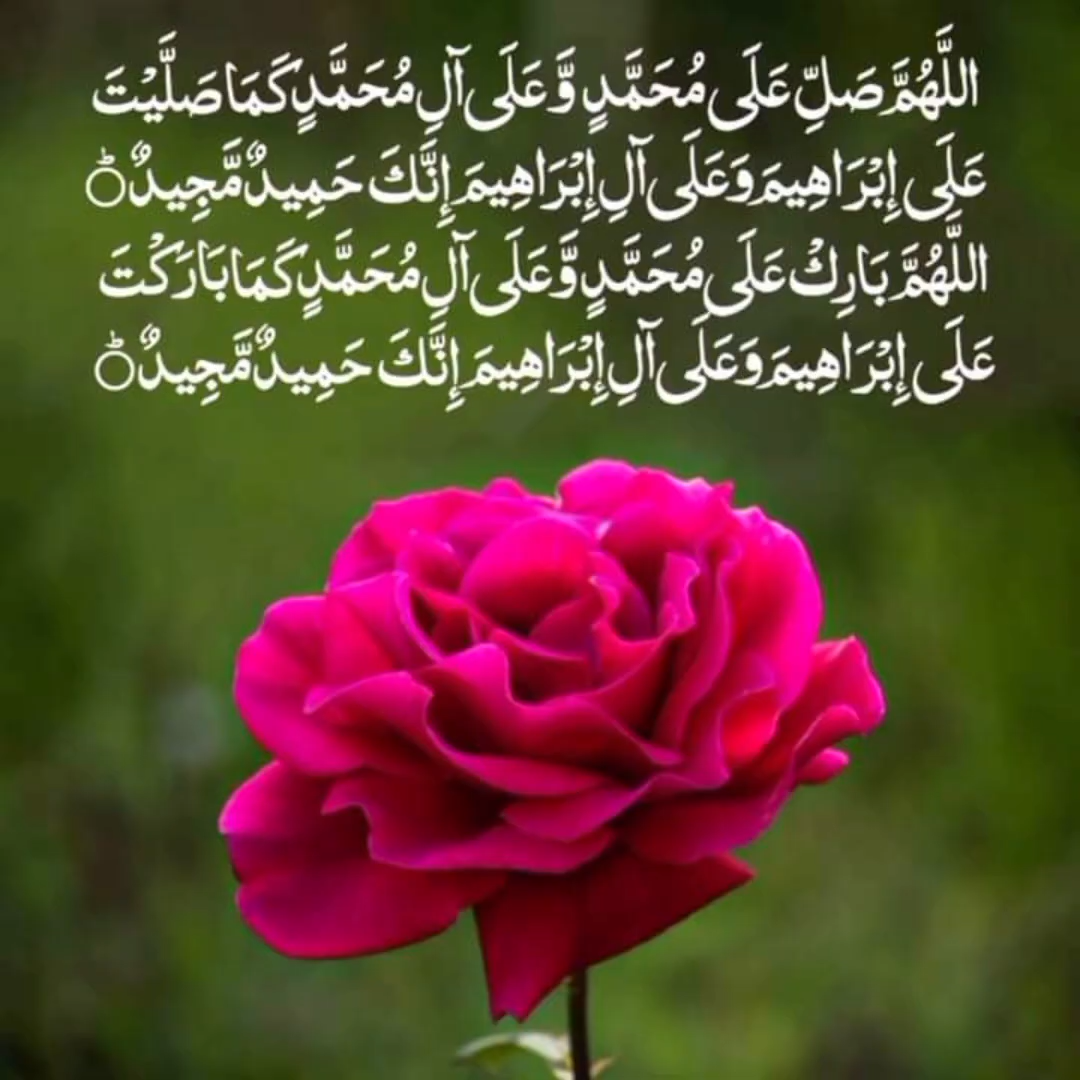 اللَّهُمَّ صَلِّ عَلَى مُحَمَّدٍ وَّعَلَى آلِ مُحَمَّدٍ كَمَا صَلَّيْتَ
عَلَى إِبْرَاهِيمَ وَعَلَى آلِ إِبْرَاهِيمَ إِنَّكَ حَمِيدٌ مَّجِيدٌ
اللَّهُمَّ بَارِكْ عَلَى مُحَمَّدٍ وَّعَلَى آلِ مُحَمَّدٍ كَمَا بَارَكْتَ
عَلَى إِبْرَاهِيمَ وَعَلَى آلِ إِبْرَاهِيمَ إِنَّكَ حَمِيدٌ مَّجِيدٌ